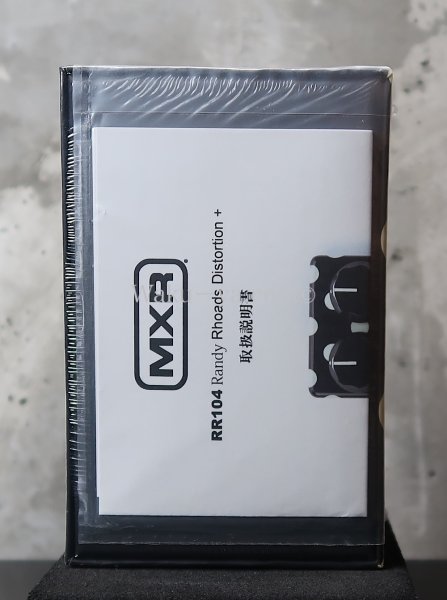 MXR
RR104 Randy Rhoads Distortion +
取扱説明書